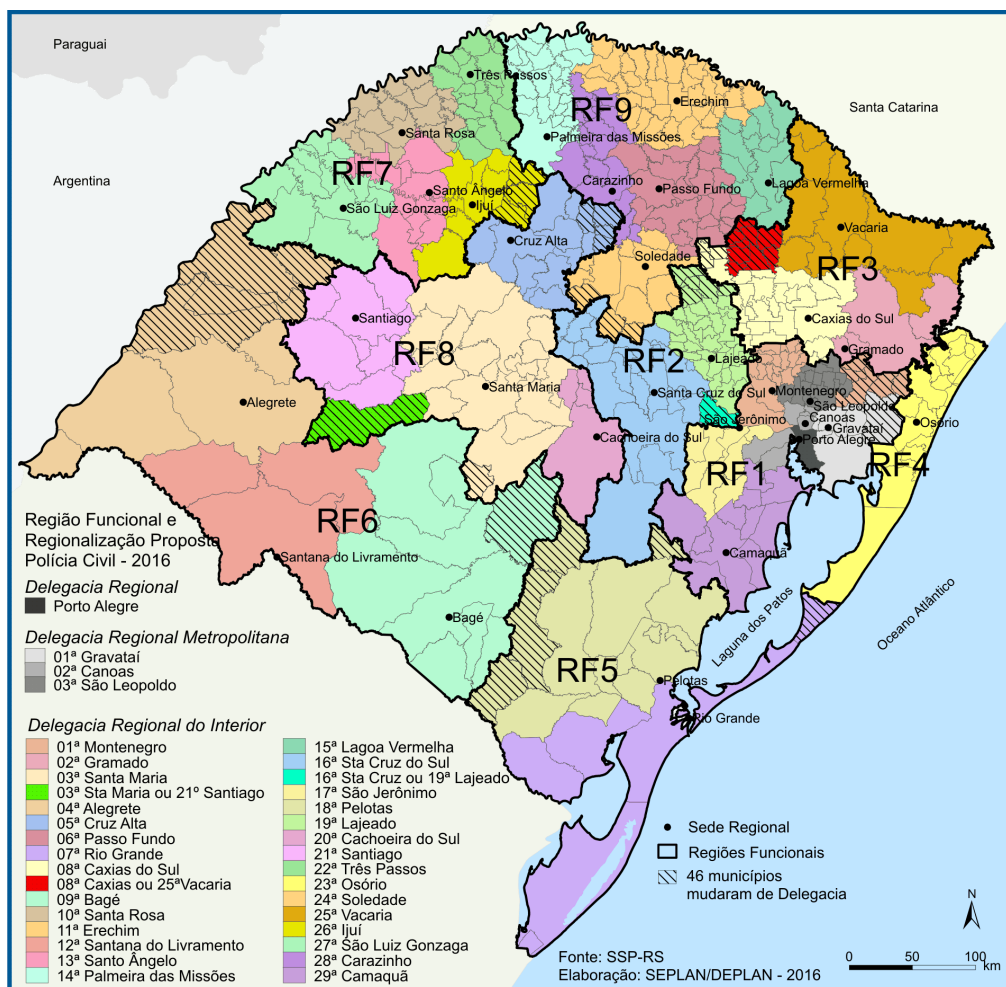 Paraguai
Três Passos
RF9
Erechim
Santa Catarina
Santa Rosa
Palmeira das Missões
Argentina
RF7
Santo Ângelo
Carazinho
Passo Fundo
Lagoa Vermelha
São Luíz Gonzaga
Ijuí
Vacaria
Cruz Alta
Soledade
RF3
Santiago
Caxias do Sul
RF8
RF2
Lajeado
Gramado
Santa Maria
Santa Cruz do Sul
Montenegro
Alegrete
São Leopoldo
São Jerônimo
Canoas
Gravataí
Osório
Cachoeira do Sul
Porto Alegre
RF1
RF4
RF6
Santana do Livramento
Camaquã
Bagé
Laguna dos Patos
Oceano Atlântico
RF5
Pelotas
Rio Grande
Região Funcional e
Regionalização Proposta
Polícia Civil - 2016
Delegacia Regional
Porto Alegre
Delegacia Regional Metropolitana
01ª Gravataí
02ª Canoas
03ª São Leopoldo
Delegacia Regional do Interior
01ª Montenegro
02ª Gramado
03ª Santa Maria
03ª Sta Maria ou 21º Santiago
04ª Alegrete
05ª Cruz Alta
06ª Passo Fundo
07ª Rio Grande
08ª Caxias do Sul
08ª Caxias ou 25ªVacaria
09ª Bagé
10ª Santa Rosa
11ª Erechim
12ª Santana do Livramento
13ª Santo Ângelo
14ª Palmeira das Missões
15ª Lagoa Vermelha
16ª Sta Cruz do Sul
16ª Sta Cruz ou 19ª Lajeado
17ª São Jerônimo
18ª Pelotas
19ª Lajeado
20ª Cachoeira do Sul
21ª Santiago
22ª Três Passos
23ª Osório
24ª Soledade
25ª Vacaria
26ª Ijuí
27ª São Luiz Gonzaga
28ª Carazinho
29ª Camaquã
Sede Regional
Regiões Funcionais
46 municípios
mudaram de Delegacia
N
Fonte: SSP-RS
Elaboração: SEPLAN/DEPLAN - 2016
0 50 100
km